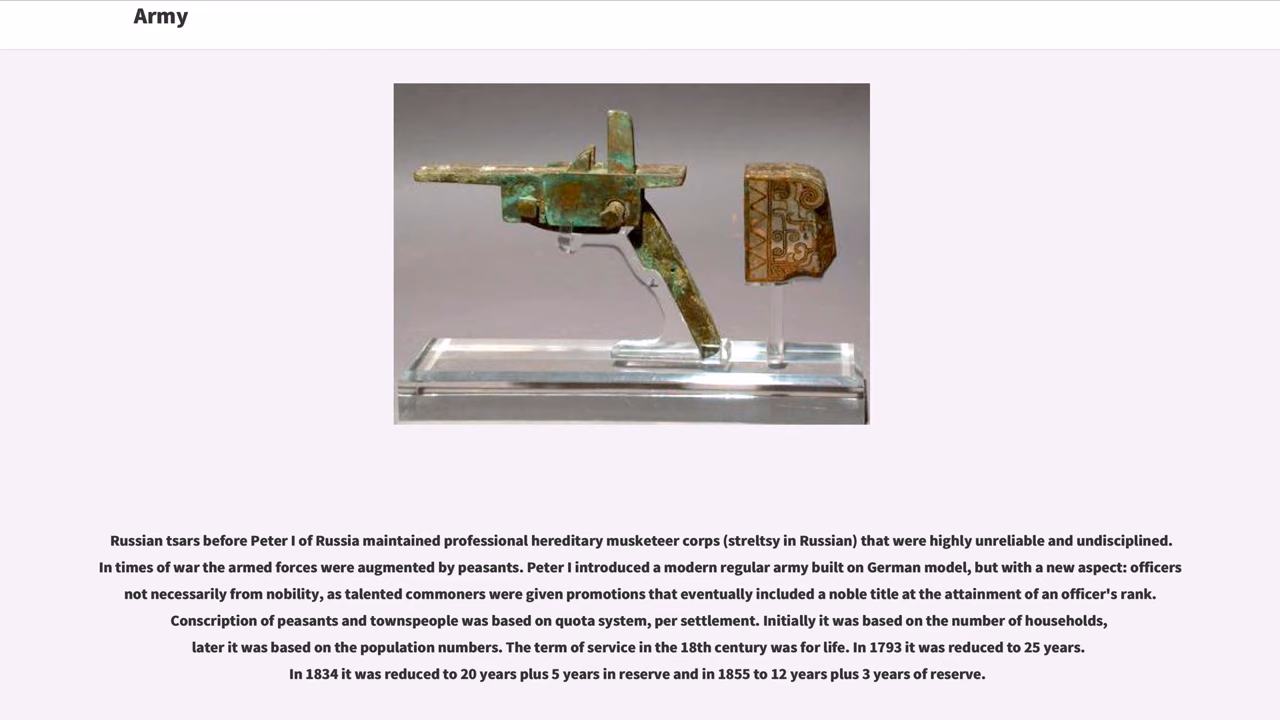 Army
Russian tsars before Peter I of Russia maintained professional hereditary musketeer corps (streltsy in Russian) that were highly unreliable and undisciplined.
In times of war the armed forces were augmented by peasants. Peter I introduced a modern regular army built on German model, but with a new aspect: officers
not necessarily from nobility, as talented commoners were given promotions that eventually included a noble title at the attainment of an officer's rank.
Conscription of peasants and townspeople was based on quota system, per settlement. Initially it was based on the number of households,
later it was based on the population numbers. The term of service in the 18th century was for life. In 1793 it was reduced to 25 years.
In 1834 it was reduced to 20 years plus 5 years in reserve and in 1855 to 12 years plus 3 years of reserve.